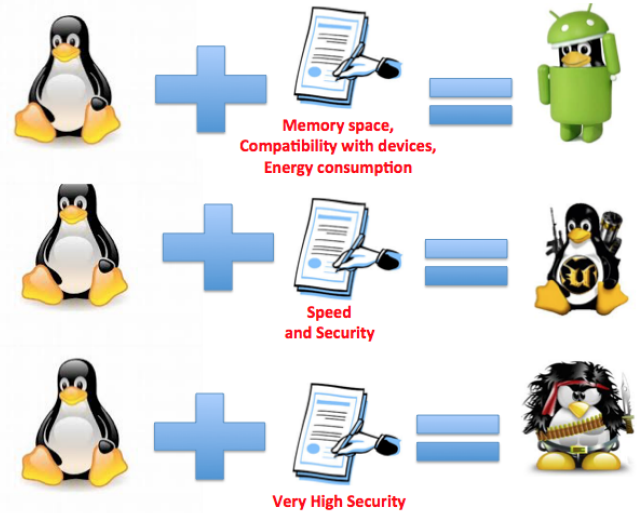 Memory space,
Compatibility with devices,
Energy consumption
Speed
and Security
Very High Security